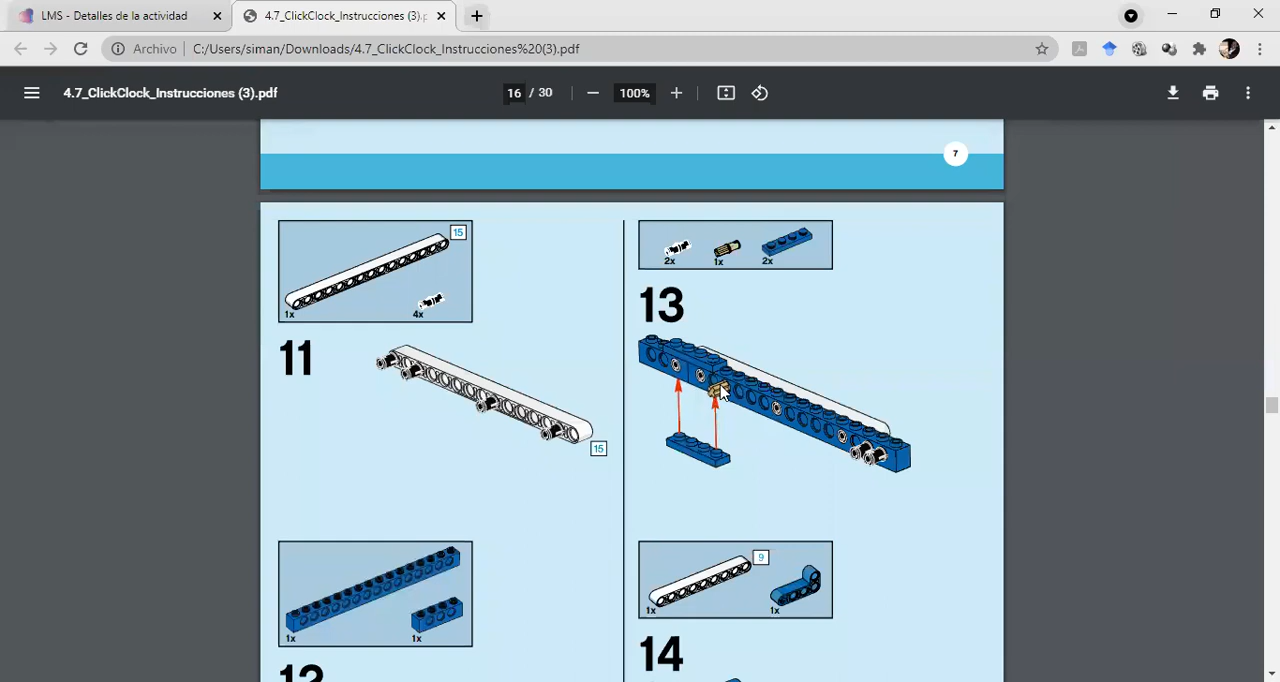 LMS - Detalles de la actividad
4.7_ClickClock_Instrucciones (3).p
Archivo
C:/Users/siman/Downloads/4.7_ClickClock_Instrucciones%20(3).pdf
4.7_ClickClock_Instrucciones (3).pdf
16 / 30
100%
7
15
1x
4x
11
15
2x
1x
2x
13
1x
1x
12
9
1x
1x
14